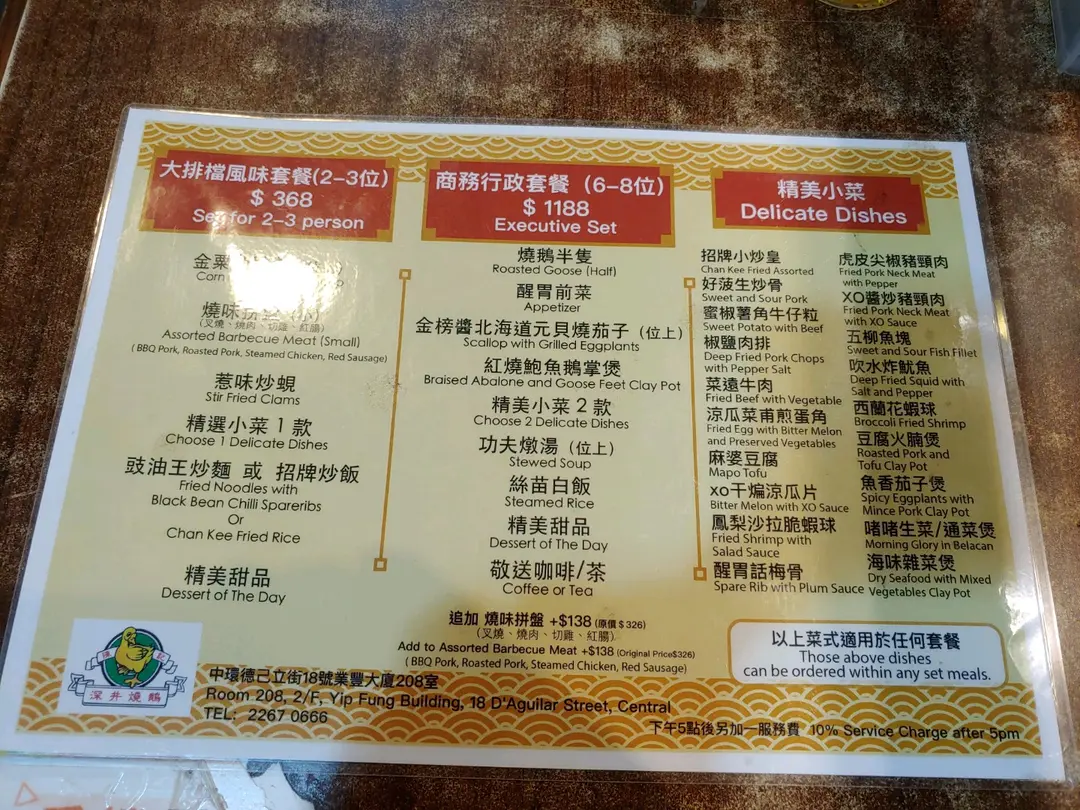 大排檔風味套餐(2-3位)
$ 368
Set for 2-3 person
金粟
Corn
燒味
(叉燒、燒肉、切雞、紅腸)
Assorted Barbecue Meat (Small)
( BBQ Pork, Roasted Pork, Steamed Chicken, Red Sausage)
惹味炒蜆
Stir Fried Clams
精選小菜 1 款
Choose 1 Delicate Dishes
豉油王炒麵 或 招牌炒飯
Fried Noodles with
Black Bean Chilli Spareribs
Or
Chan Kee Fried Rice
精美甜品
Dessert of The Day
商務行政套餐 (6-8位)
$ 1188
Executive Set
燒鵝半隻
Roasted Goose (Half)
醒胃前菜
Appetizer
金榜醬北海道元貝燒茄子 (位上)
Scallop with Grilled Eggplants
紅燒鮑魚鵝掌煲
Braised Abalone and Goose Feet Clay Pot
精美小菜 2 款
Choose 2 Delicate Dishes
功夫燉湯 (位上)
Stewed Soup
絲苗白飯
Steamed Rice
精美甜品
Dessert of The Day
敬送咖啡/茶
Coffee or Tea
追加 燒味拼盤 +$138 (原價 $ 326)
(叉燒、燒肉、切雞、紅腸)
Add to Assorted Barbecue Meat +$138 (Original Price$326)
( BBQ Pork, Roasted Pork, Steamed Chicken, Red Sausage)
精美小菜
Delicate Dishes
招牌小炒皇
Chan Kee Fried Assorted
好菠生炒骨
Sweet and Sour Pork
蜜椒薯角牛仔粒
Sweet Potato with Beef
椒鹽肉排
Deep Fried Pork Chops
with Pepper Salt
菜遠牛肉
Fried Beef with Vegetable
涼瓜菜甫煎蛋角
Fried Egg with Bitter Melon
and Preserved Vegetables
麻婆豆腐
Mapo Tofu
xo干煸涼瓜片
Bitter Melon with XO Sauce
鳳梨沙拉脆蝦球
Fried Shrimp with
Salad Sauce
醒胃話梅骨
Spare Rib with Plum Sauce
虎皮尖椒豬頸肉
Fried Pork Neck Meat
with Pepper
XO醬炒豬頸肉
Fried Pork Neck Meat
with XO Sauce
五柳魚塊
Sweet and Sour Fish Fillet
吹水炸魷魚
Deep Fried Squid with
Salt and Pepper
西蘭花蝦球
Broccoli Fried Shrimp
豆腐火腩煲
Roasted Pork and
Tofu Clay Pot
魚香茄子煲
Spicy Eggplants with
Mince Pork Clay Pot
啫啫生菜/通菜煲
Morning Glory in Belacan
海味雜菜煲
Dry Seafood with Mixed
Vegetables Clay Pot
以上菜式適用於任何套餐
Those above dishes
can be ordered within any set meals.
深井燒鵝
中環德己立街18號業豐大廈208室
Room 208, 2/F, Yip Fung Building, 18 D'Aguilar Street, Central
TEL: 2267 0666
下午5點後另加一服務費 10% Service Charge after 5pm